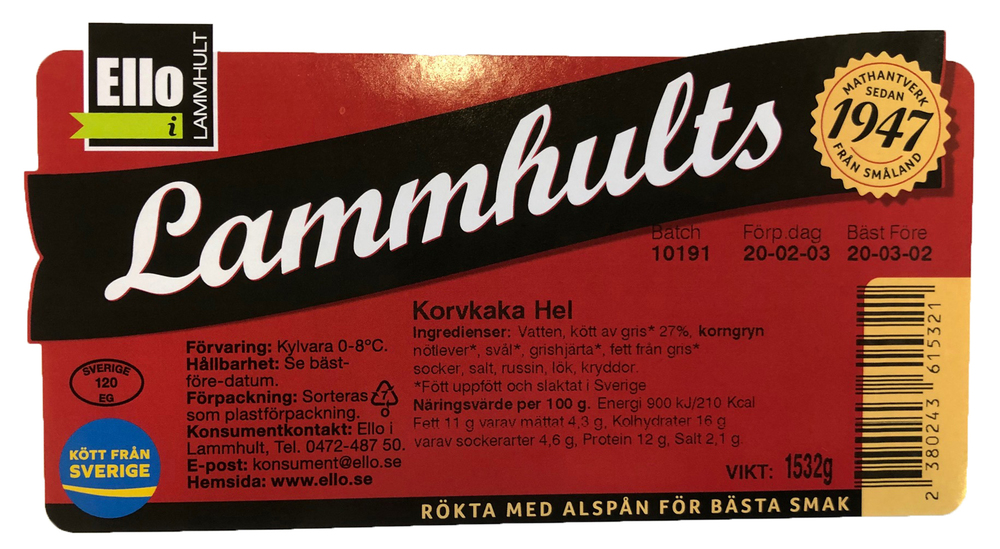 Ello
i
LAMMHULT
Lammhults
MATHANTVERK
SEDAN
1947
FRÅN SMÅLAND
Batch Förp.dag Bäst Före
10191 20-02-03 20-03-02
Korvkaka Hel
Ingredienser: Vatten, kött av gris* 27%, korngryn
nötlever*, svål*, grishjärta*, fett från gris*
socker, salt, russin, lök, kryddor.
*Fött uppfött och slaktat i Sverige
Näringsvärde per 100 g. Energi 900 kJ/210 Kcal
Fett 11 g varav mättat 4,3 g, Kolhydrater 16 g
varav sockerarter 4,6 g, Protein 12 g, Salt 2,1 g.
Förvaring: Kylvara 0-8°C.
Hållbarhet: Se bäst-
före-datum.
Förpackning: Sorteras
som plastförpackning.
7
Konsumentkontakt: Ello i
Lammhult, Tel. 0472-487 50.
E-post: konsument@ello.se
Hemsida: www.ello.se
SVERIGE
120
EG
KÖTT FRÅN
SVERIGE
VIKT: 1532g
2 380243 615321
RÖKTA MED ALSPÅN FÖR BÄSTA SMAK